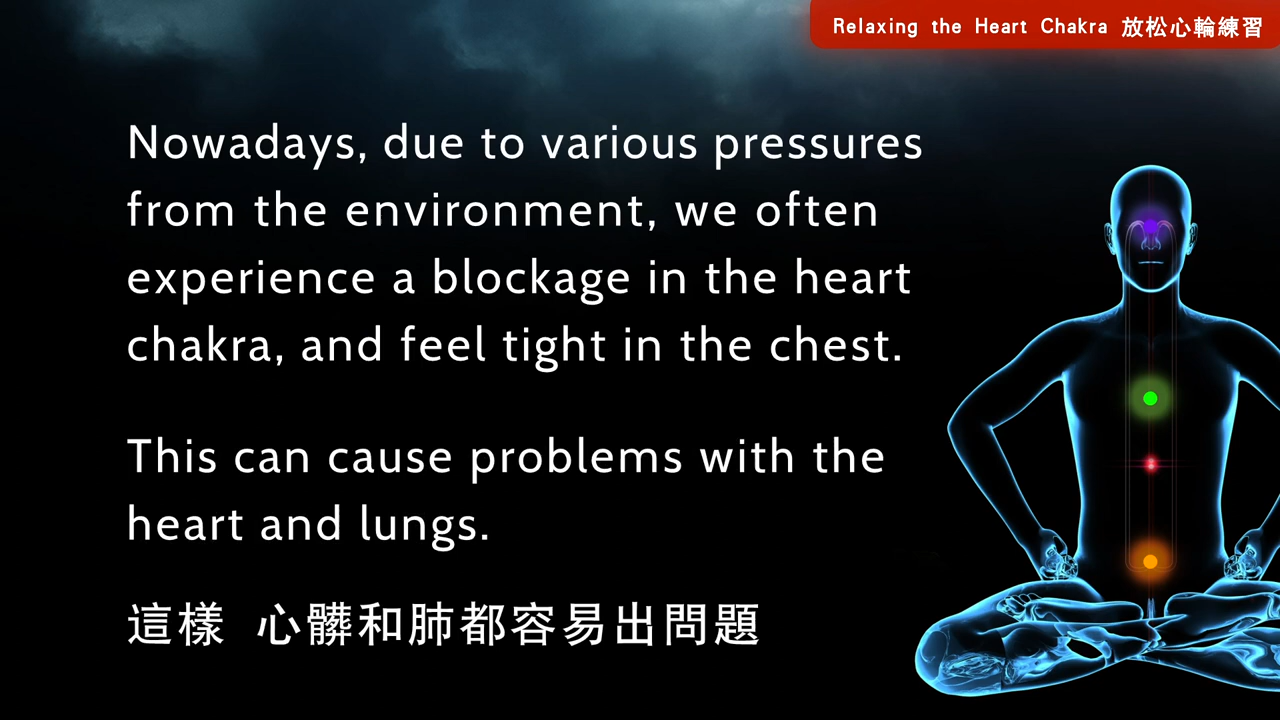 Relaxing the Heart Chakra 放松心輪練習
Nowadays, due to various pressures
from the environment, we often
experience a blockage in the heart
chakra, and feel tight in the chest.
This can cause problems with the
heart and lungs.
這樣 心髒和肺都容易出問題